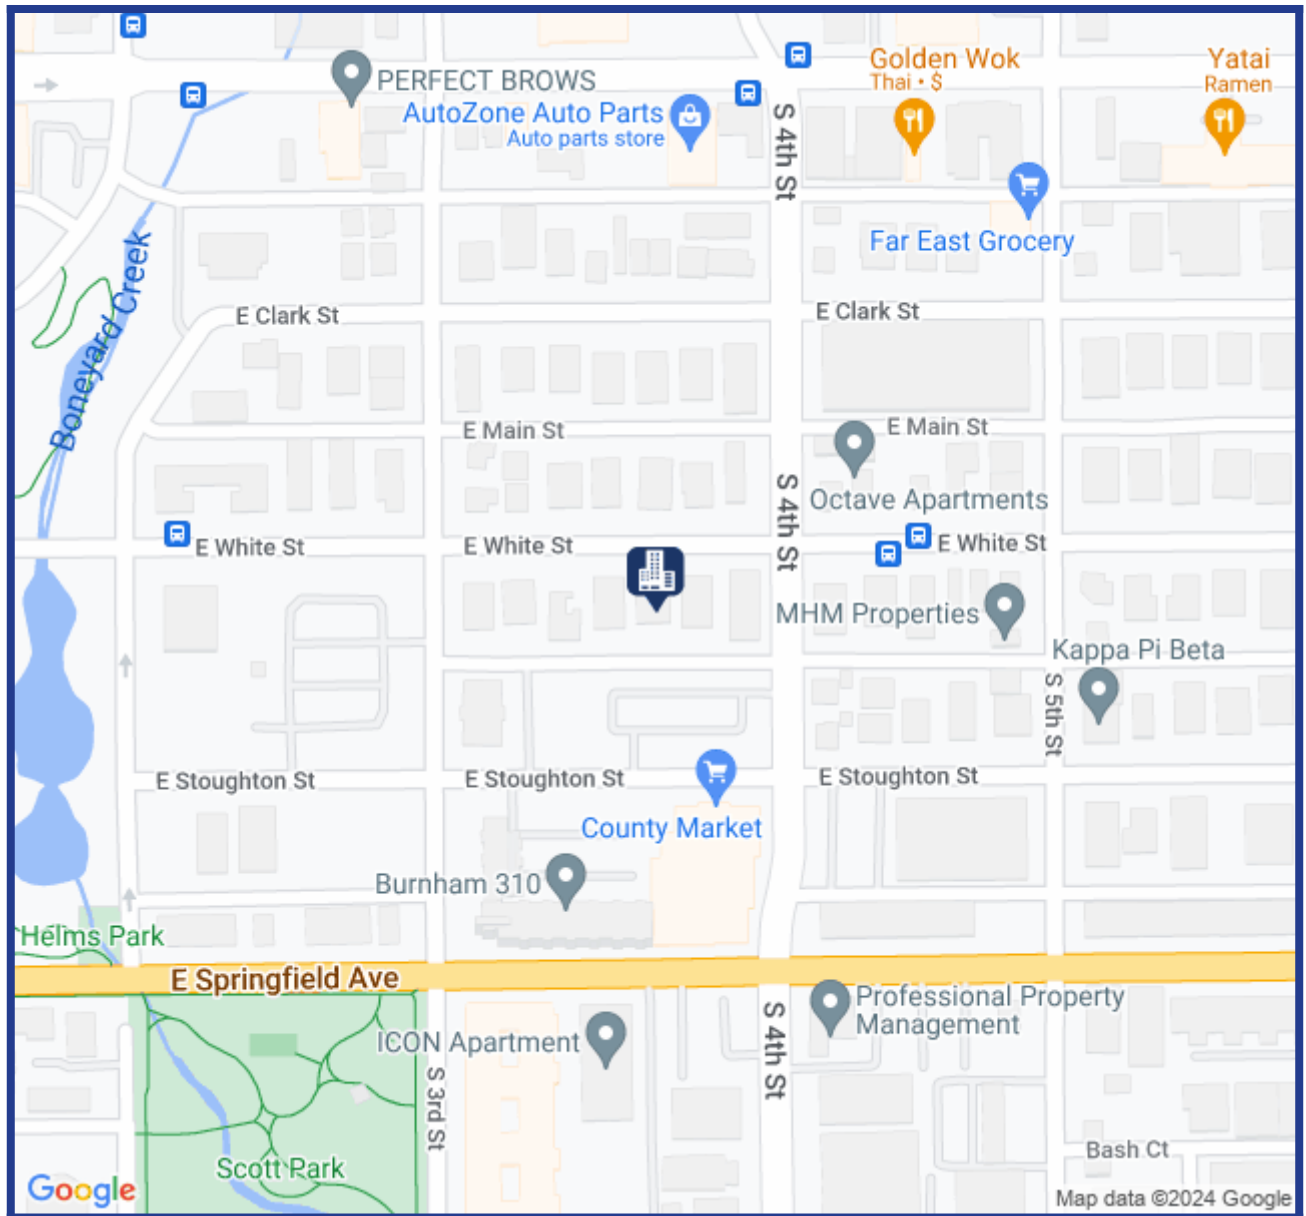 Golden Wok
Thai • $
Yatai
Ramen
PERFECT BROWS
AutoZone Auto Parts
Auto parts store
S 4th St
Far East Grocery
Boneyard Creek
E Clark St
E Clark St
E Main St
E Main St
Octave Apartments
S 4th St
E White St
E White St
E White St
MHM Properties
Kappa Pi Beta
S 5th St
E Stoughton St
E Stoughton St
E Stoughton St
County Market
Burnham 310
Helms Park
E Springfield Ave
Professional Property
Management
S 4th St
ICON Apartment
S 3rd St
Bash Ct
Scott Park
Google
Map data ©2024 Google